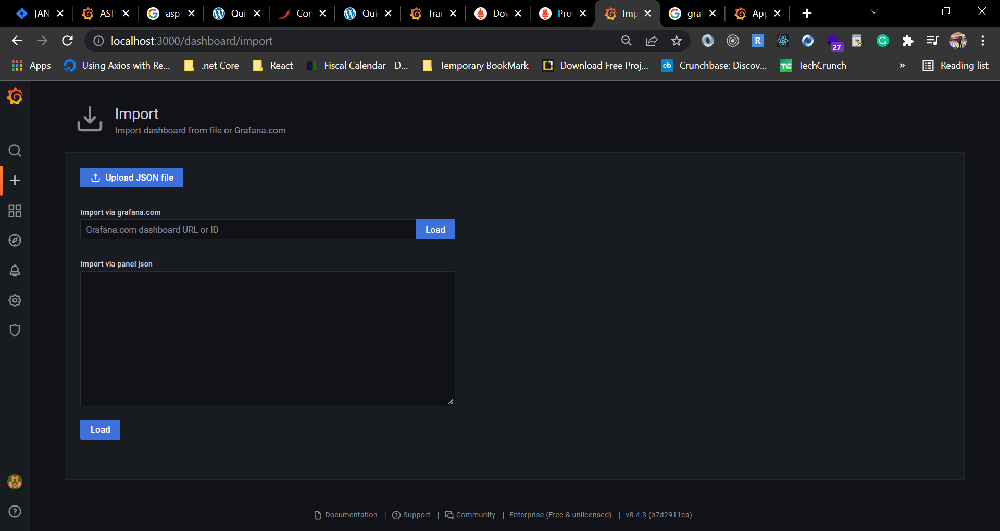 [AN
ASP
asp
Qui
Con
Qui
Tra
Dov
Pro
Imp
gra
App
localhost:3000/dashboard/import
27
Apps
Using Axios with Re...
.net Core
React
Fiscal Calendar - D...
Temporary BookMark
Download Free Proj...
Crunchbase: Discov...
TechCrunch
»
Reading list
Import
Import dashboard from file or Grafana.com
Upload JSON file
Import via grafana.com
Grafana.com dashboard URL or ID
Load
Import via panel json
Load
Documentation | Support | Community | Enterprise (Free & unlicensed) | v8.4.3 (b7d2911ca)